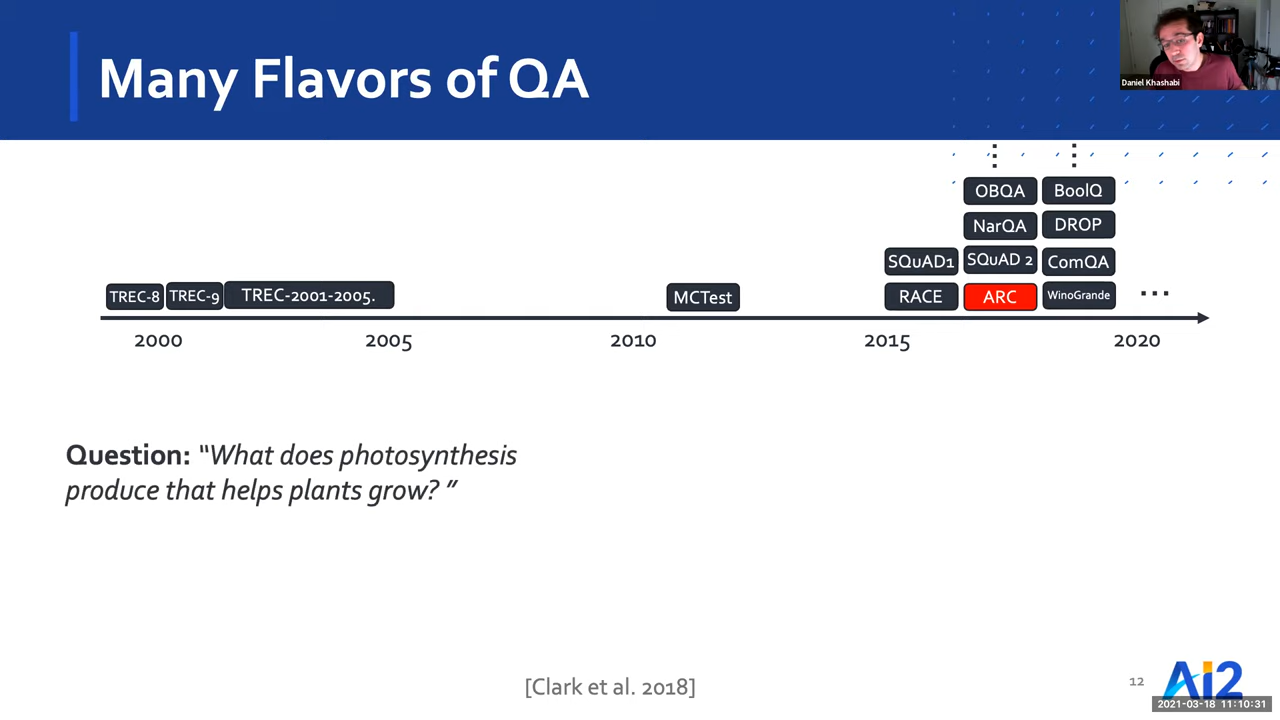 Many Flavors of QA
Daniel Khashabi
OBQA
BoolQ
NarQA
DROP
SQuAD1
SQuAD 2
ComQA
TREC-8
TREC-9
TREC-2001-2005.
MCTest
RACE
ARC
WinoGrande
...
2000
2005
2010
2015
2020
Question: “What does photosynthesis
produce that helps plants grow? ”
[Clark et al. 2018]
12
Ai2
2021-03-18 11:10:31